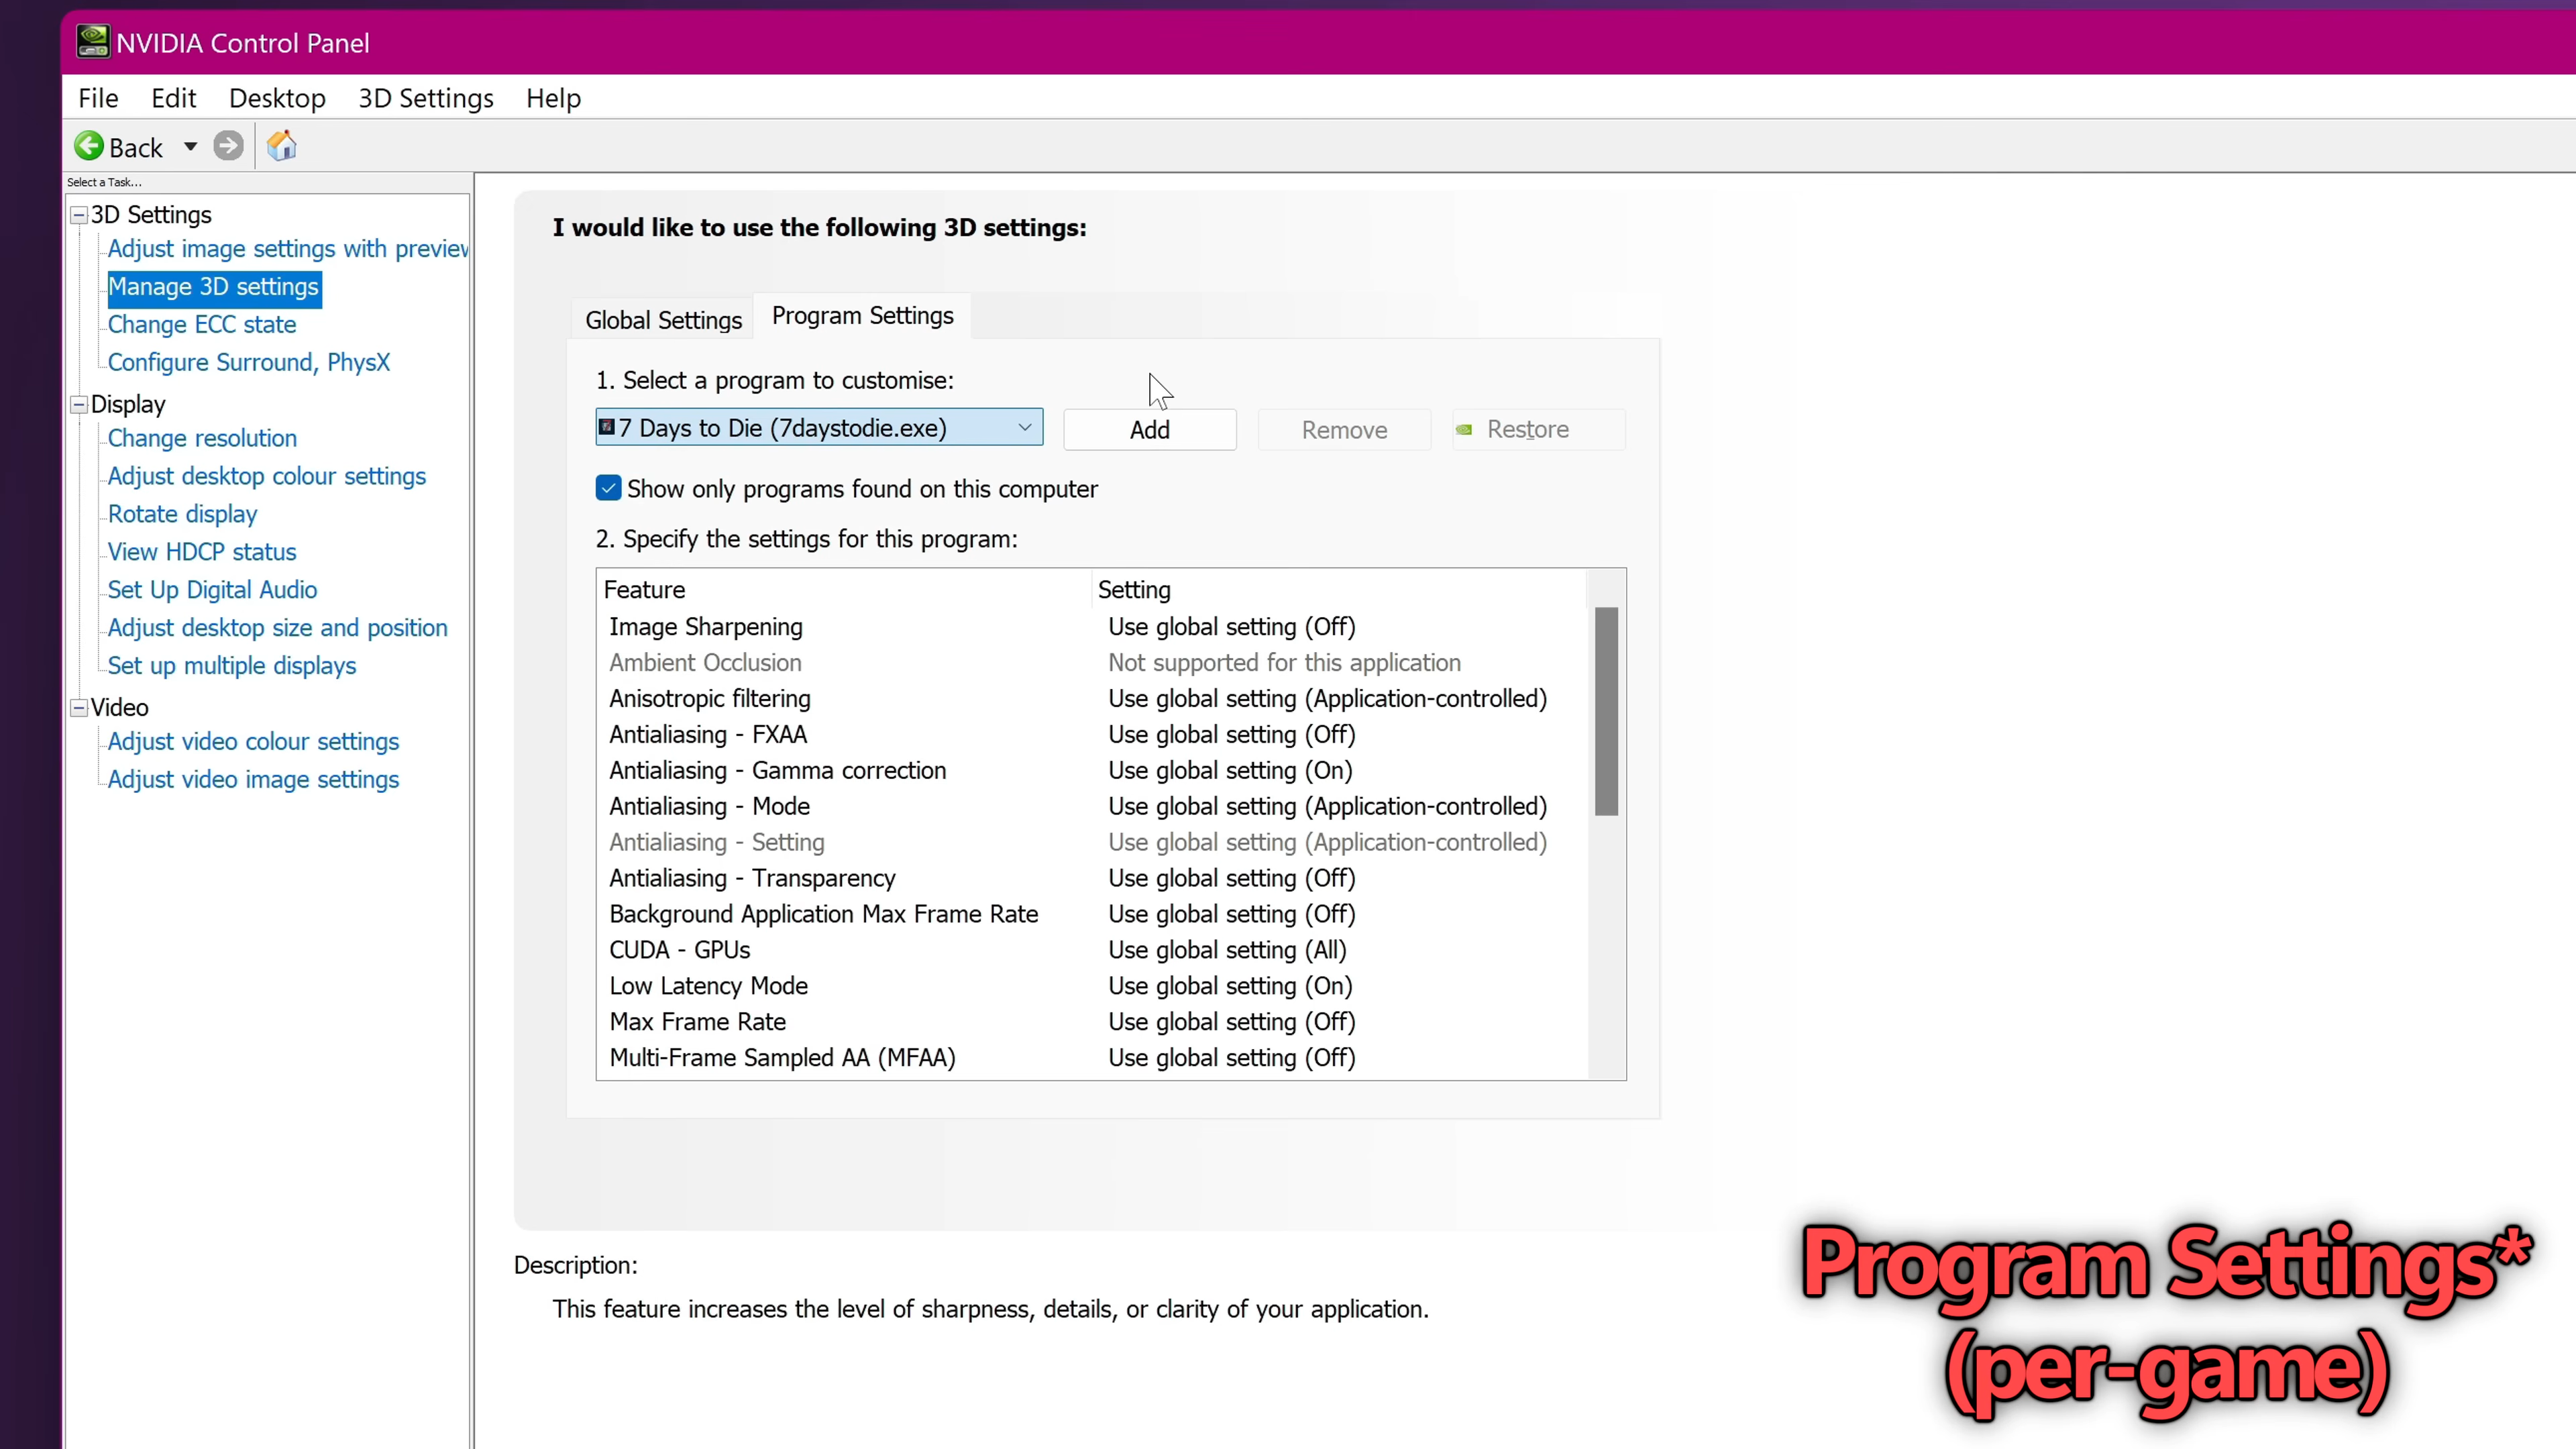 NVIDIA Control Panel
File Edit Desktop 3D Settings Help
Back
Select a Task...
3D Settings
Adjust image settings with preview
Manage 3D settings
Change ECC state
Configure Surround, PhysX
Display
Change resolution
Adjust desktop colour settings
Rotate display
View HDCP status
Set Up Digital Audio
Adjust desktop size and position
Set up multiple displays
Video
Adjust video colour settings
Adjust video image settings
I would like to use the following 3D settings:
Global Settings Program Settings
1. Select a program to customise:
7 Days to Die (7daystodie.exe) Add Remove Restore
Show only programs found on this computer
2. Specify the settings for this program:
Feature Setting
Image Sharpening Use global setting (Off)
Ambient Occlusion Not supported for this application
Anisotropic filtering Use global setting (Application-controlled)
Antialiasing - FXAA Use global setting (Off)
Antialiasing - Gamma correction Use global setting (On)
Antialiasing - Mode Use global setting (Application-controlled)
Antialiasing - Setting Use global setting (Application-controlled)
Antialiasing - Transparency Use global setting (Off)
Background Application Max Frame Rate Use global setting (Off)
CUDA - GPUs Use global setting (All)
Low Latency Mode Use global setting (On)
Max Frame Rate Use global setting (Off)
Multi-Frame Sampled AA (MFAA) Use global setting (Off)
Description:
This feature increases the level of sharpness, details, or clarity of your application.
Program Settings*
(per-game)